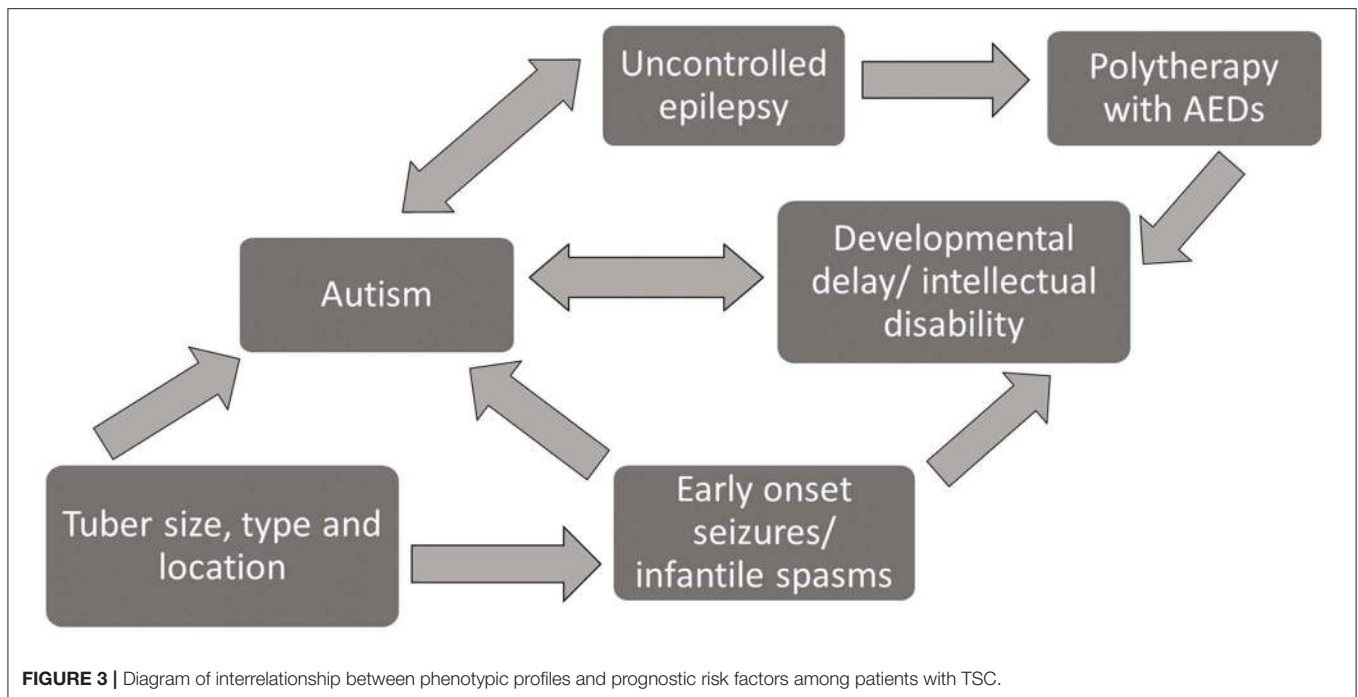 Uncontrolled
epilepsy
Polytherapy
with AEDs
Autism
Developmental
delay/ intellectual
disability
Tuber size, type and
location
Early onset
seizures/
infantile spasms
FIGURE 3 | Diagram of interrelationship between phenotypic profiles and prognostic risk factors among patients with TSC.